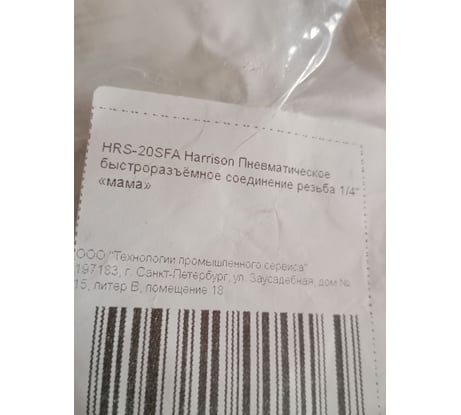 HRS-20SFA Harrison Пневматическое
быстроразъёмное соединение резьба 1/4"
«мама»
ООО "Технологии промышленного сервиса"
197183, г. Санкт-Петербург, ул. Заусадебная, дом №
15, литер В, помещение 18